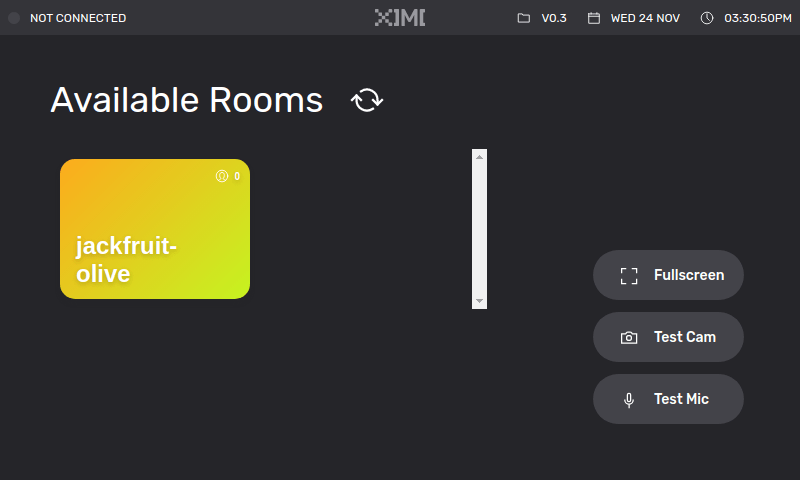 NOT CONNECTED
V0.3
WED 24 NOV
03:30:50PM
Available Rooms
0
jackfruit-
olive
Fullscreen
Test Cam
Test Mic